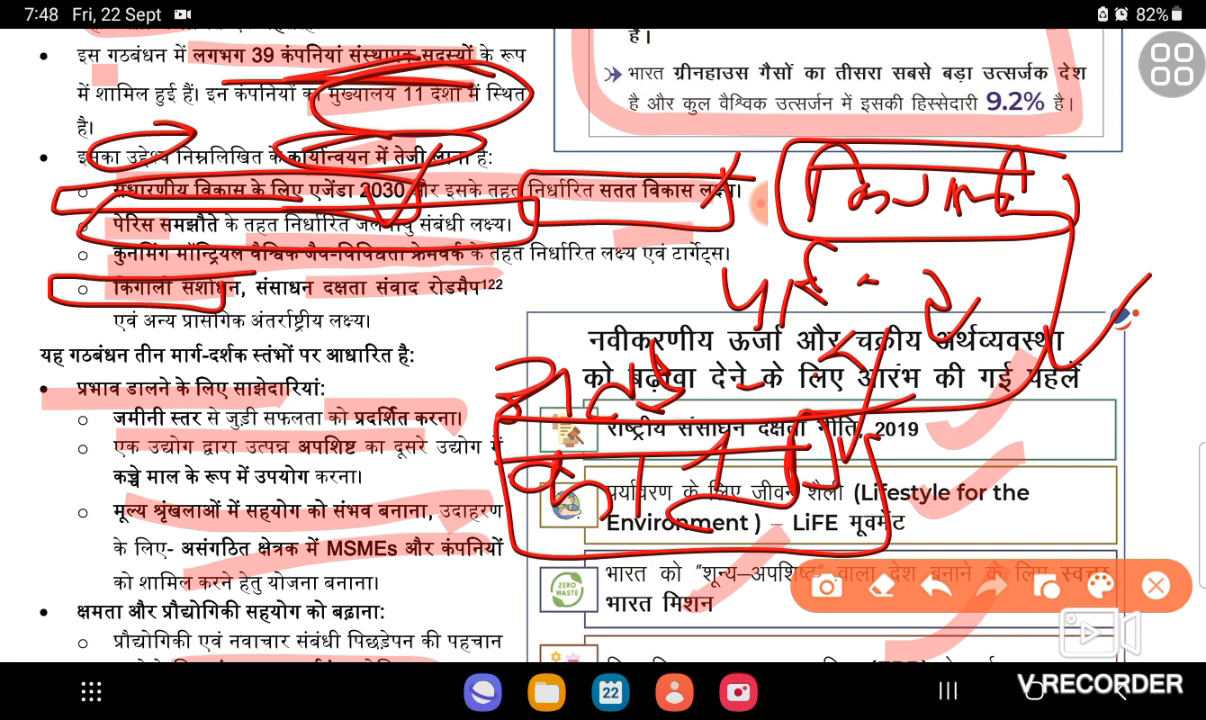 7:48 Fri, 22 Sept
82%
इस गठबंधन में लगभग 39 कंपनियां संस्थापक सदस्यों के रूप
में शामिल हुई हैं। इन कंपनियों का मुख्यालय 11 देशों में स्थित
है।
इसका उद्देश्य निम्नलिखित के कार्यान्वयन में तेजी लाना है:
सधारणीय विकास के लिए एजेंडा 2030 और इसके तहत निर्धारित सतत विकास लक्ष्य।
पेरिस समझौते के तहत निर्धारित जलवायु संबंधी लक्ष्य।
कुनमिंग मॉन्ट्रियल वैश्विक जैव-विविधता फ्रेमवर्क के तहत निर्धारित लक्ष्य एवं टार्गेट्स।
किगाली संशोधन, संसाधन दक्षता संवाद रोडमैप122
एवं अन्य प्रासंगिक अंतर्राष्ट्रीय लक्ष्य।
यह गठबंधन तीन मार्ग-दर्शक स्तंभों पर आधारित है:
प्रभाव डालने के लिए साझेदारियां:
जमीनी स्तर से जुड़ी सफलता को प्रदर्शित करना।
एक उद्योग द्वारा उत्पन्न अपशिष्ट का दूसरे उद्योग में
कच्चे माल के रूप में उपयोग करना।
मूल्य श्रृंखलाओं में सहयोग को संभव बनाना, उदाहरण
के लिए- असंगठित क्षेत्रक में MSMEs और कंपनियों
को शामिल करने हेतु योजना बनाना।
क्षमता और प्रौद्योगिकी सहयोग को बढ़ाना:
प्रौद्योगिकी एवं नवाचार संबंधी पिछड़ेपन की पहचान
है।
भारत ग्रीनहाउस गैसों का तीसरा सबसे बड़ा उत्सर्जक देश
है और कुल वैश्विक उत्सर्जन में इसकी हिस्सेदारी 9.2% है।
नवीकरणीय ऊर्जा और चक्रीय अर्थव्यवस्था
को बढ़ावा देने के लिए आरंभ की गई पहलें
राष्ट्रीय संसाधन दक्षता नीति, 2019
पर्यावरण के लिए जीवन शैली (Lifestyle for the
Environment ) – LiFE मूवमेंट
ZERO
WASTE
भारत को "शून्य–अपशिष्ट" वाला देश बनाने के लिए स्वच्छ
भारत मिशन
22
V-RECORDER